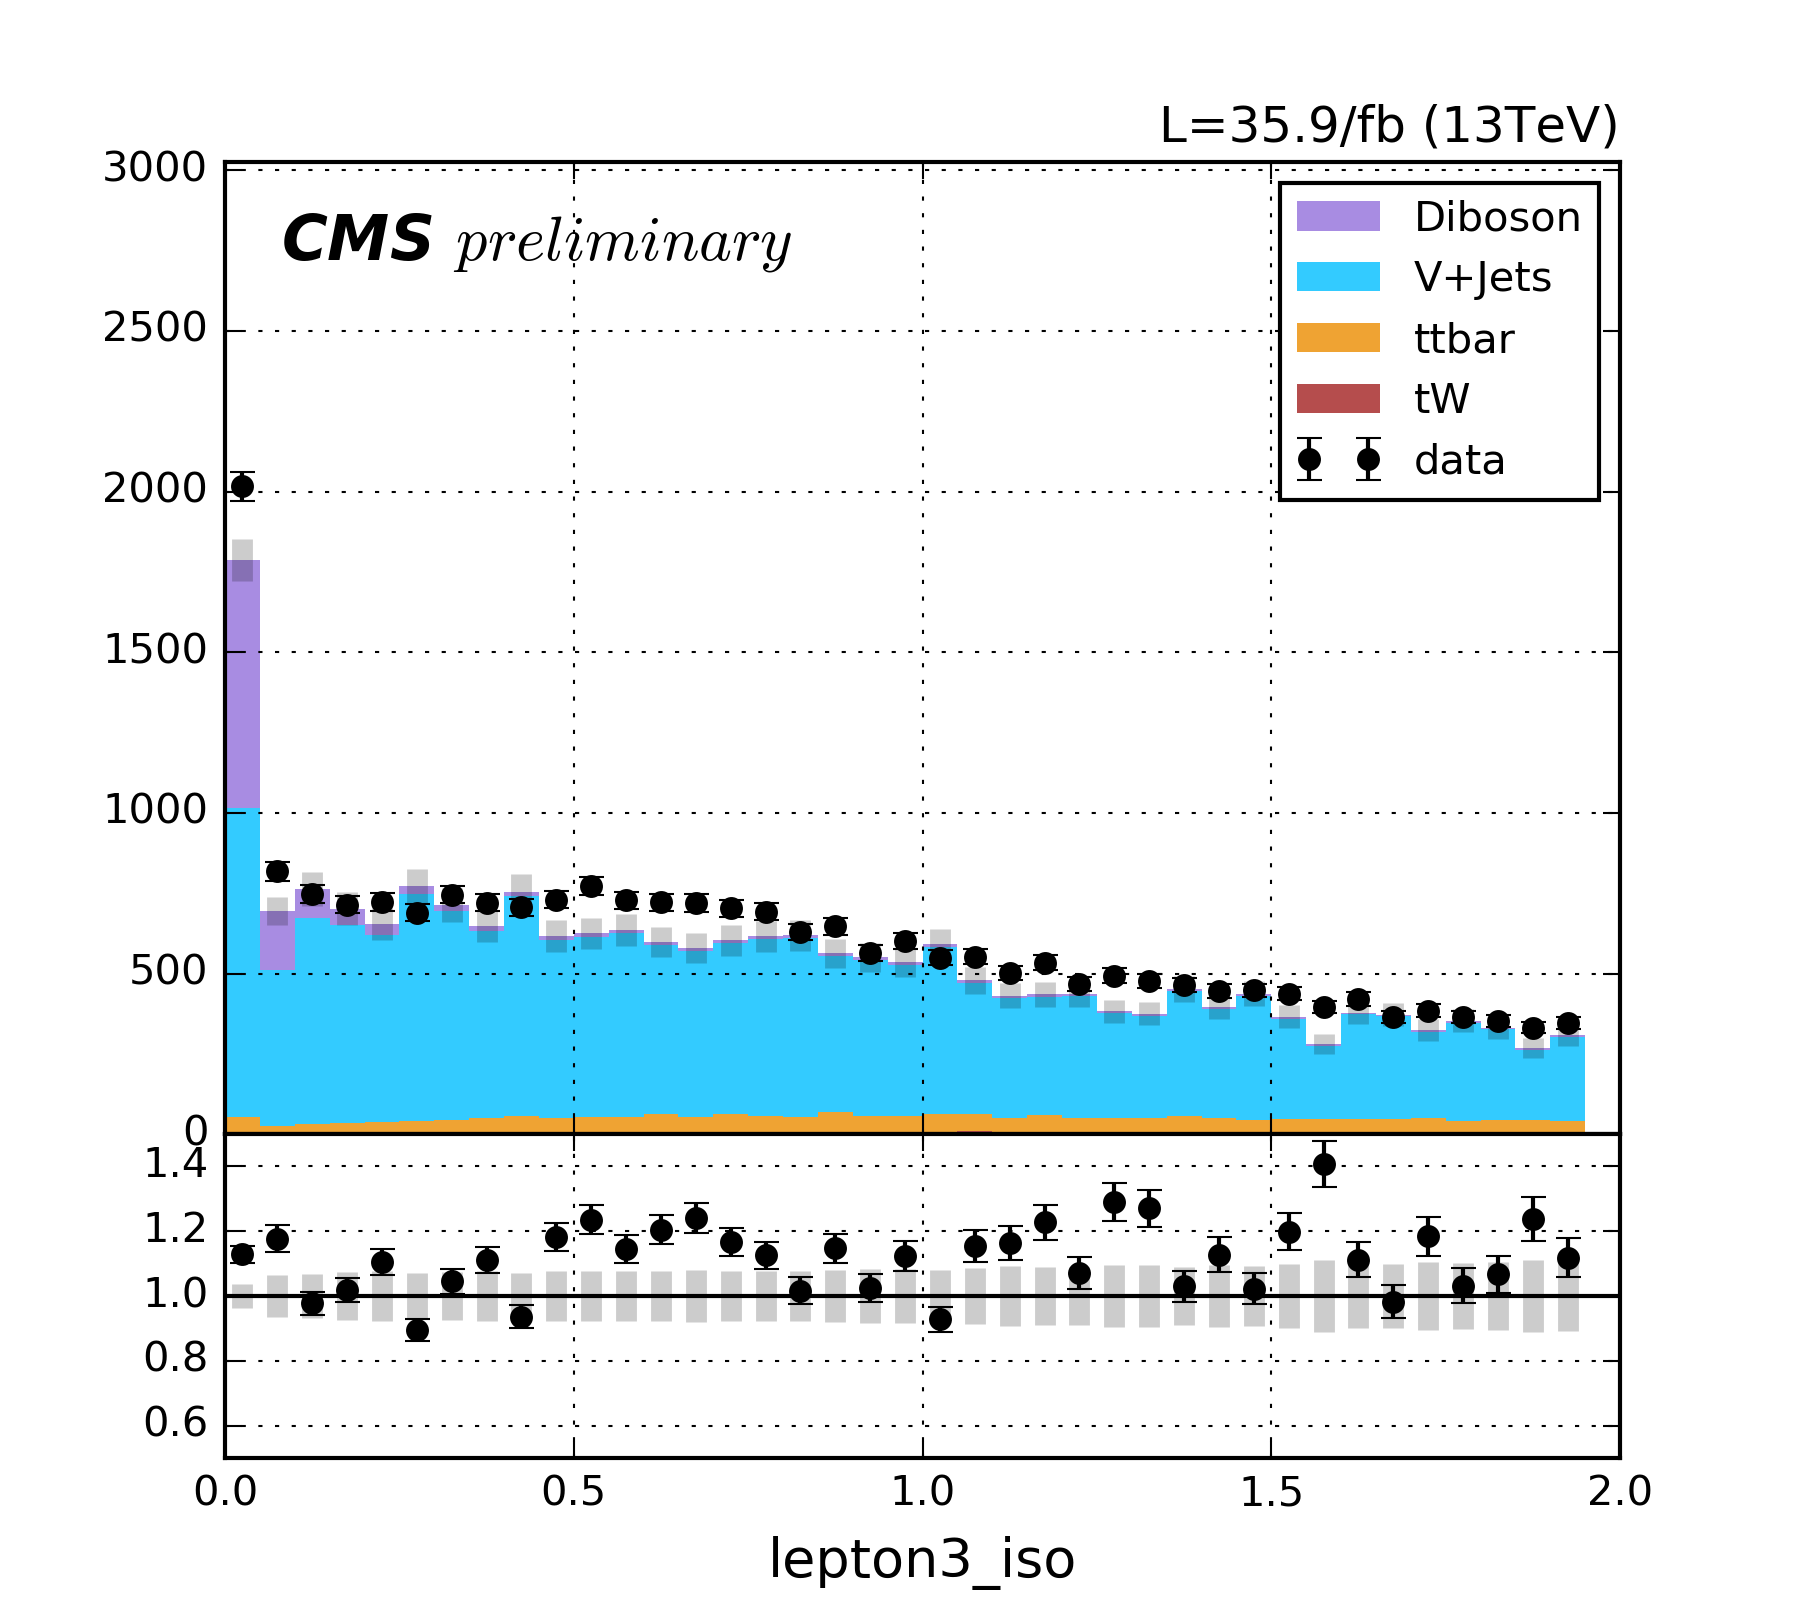 L=35.9/fb (13TeV)
CMS preliminary
Diboson
V+Jets
ttbar
tW
data
3000
2500
2000
1500
1000
500
0
1.4
1.2
1.0
0.8
0.6
0.0 0.5 1.0 1.5 2.0
lepton3_iso